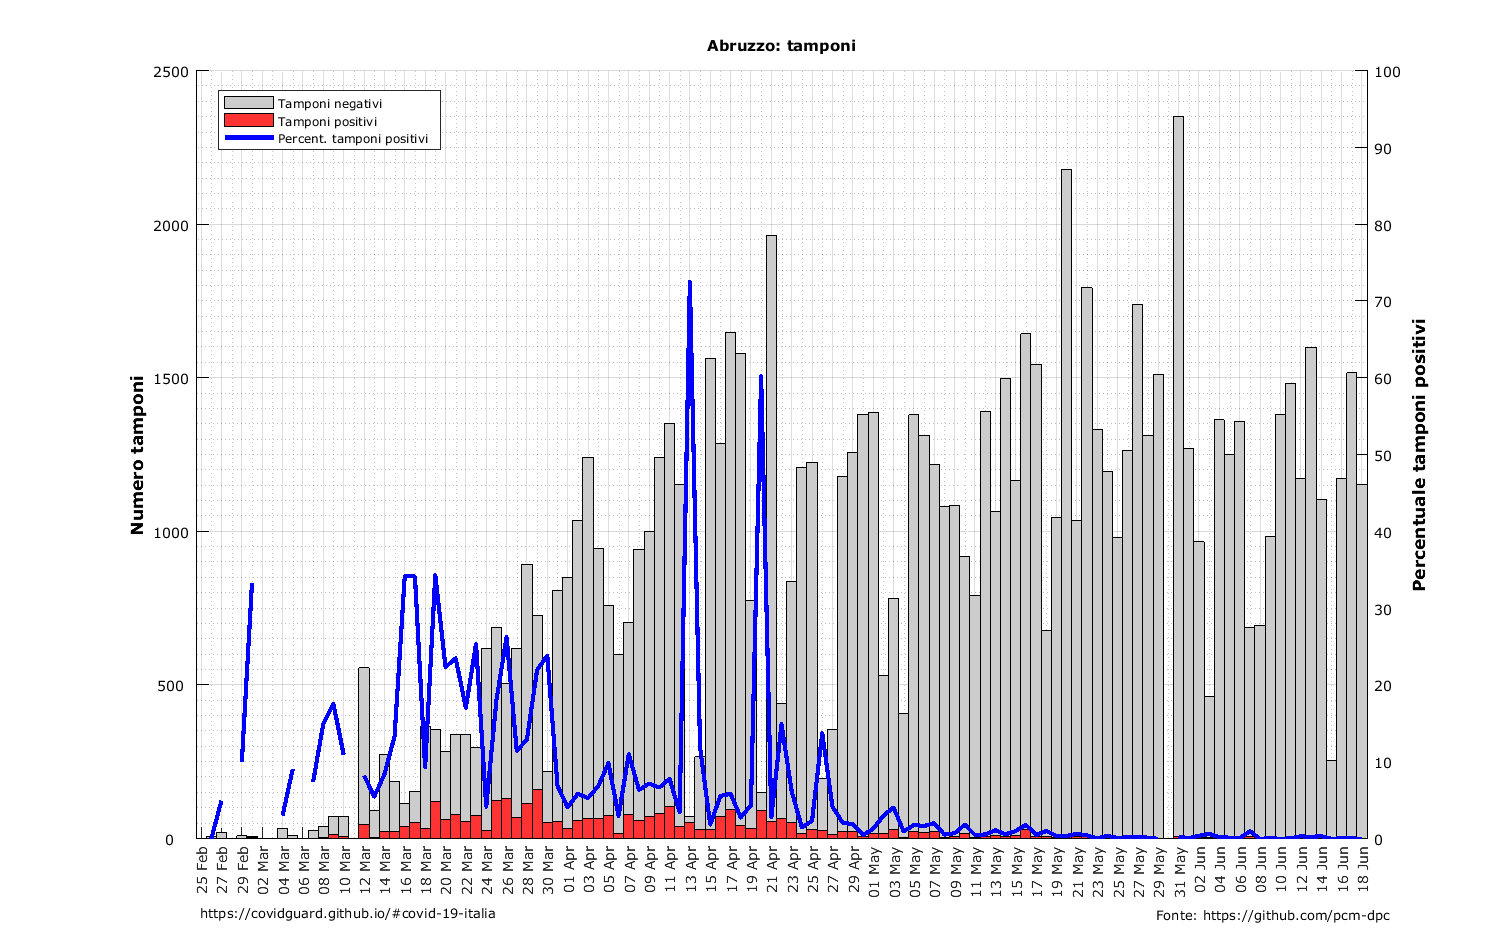 Abruzzo: tamponi
Tamponi negativi
Tamponi positivi
Percent. tamponi positivi
Numero tamponi
2500
2000
1500
1000
500
0
Percentuale tamponi positivi
100
90
80
70
60
50
40
30
20
10
0
25 Feb
27 Feb
29 Feb
02 Mar
04 Mar
06 Mar
08 Mar
10 Mar
12 Mar
14 Mar
16 Mar
18 Mar
20 Mar
22 Mar
24 Mar
26 Mar
28 Mar
30 Mar
01 Apr
03 Apr
05 Apr
07 Apr
09 Apr
11 Apr
13 Apr
15 Apr
17 Apr
19 Apr
21 Apr
23 Apr
25 Apr
27 Apr
29 Apr
01 May
03 May
05 May
07 May
09 May
11 May
13 May
15 May
17 May
19 May
21 May
23 May
25 May
27 May
29 May
31 May
02 Jun
04 Jun
06 Jun
08 Jun
10 Jun
12 Jun
14 Jun
16 Jun
18 Jun
https://covidguard.github.io/#covid-19-italia
Fonte: https://github.com/pcm-dpc